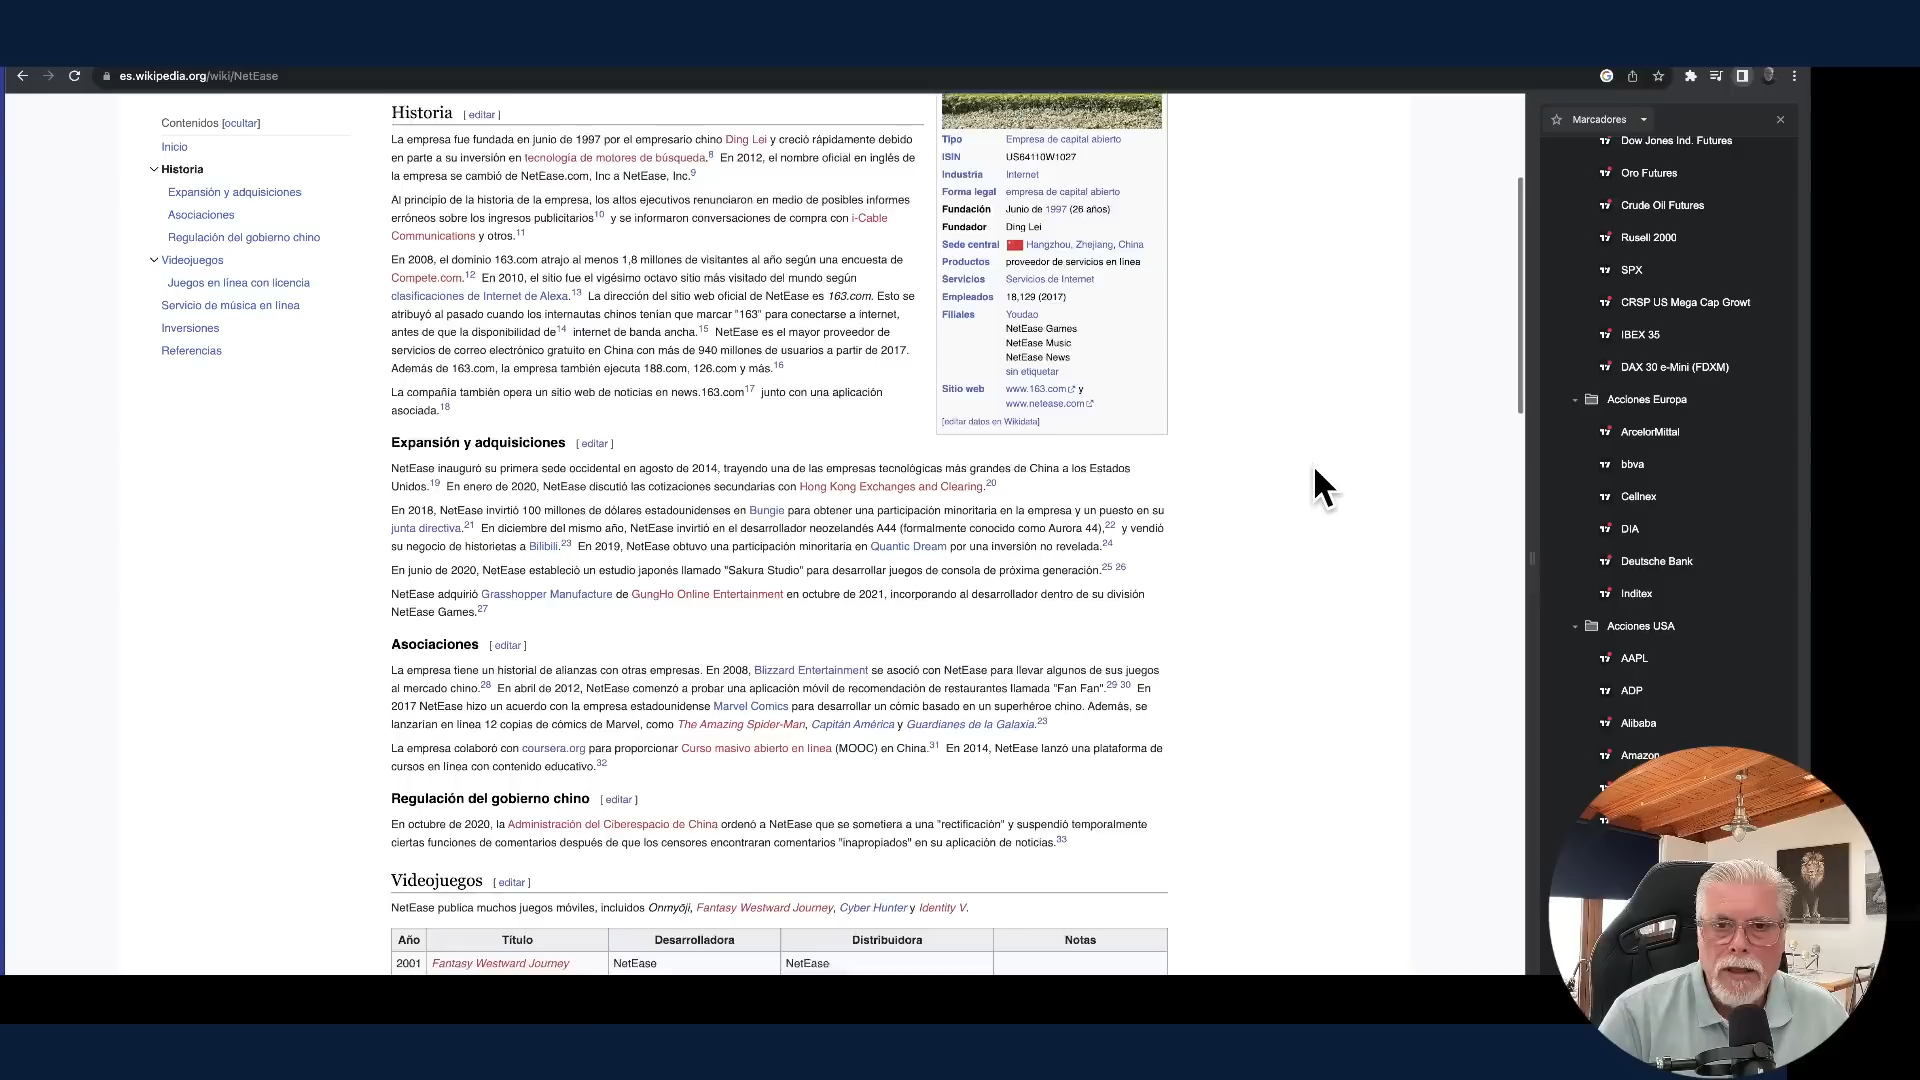 es.wikipedia.org/wiki/NetEase
Contenidos [ocultar]
Inicio
Historia
Expansión y adquisiciones
Asociaciones
Regulación del gobierno chino
Videojuegos
Juegos en línea con licencia
Servicio de música en línea
Inversiones
Referencias
Historia [ editar ]
La empresa fue fundada en junio de 1997 por el empresario chino Ding Lei y creció rápidamente debido
en parte a su inversión en tecnología de motores de búsqueda.8 En 2012, el nombre oficial en inglés de
la empresa se cambió de NetEase.com, Inc a NetEase, Inc.9
Al principio de la historia de la empresa, los altos ejecutivos renunciaron en medio de posibles informes
erróneos sobre los ingresos publicitarios10 y se informaron conversaciones de compra con i-Cable
Communications y otros.11
En 2008, el dominio 163.com atrajo al menos 1,8 millones de visitantes al año según una encuesta de
Compete.com.12 En 2010, el sitio fue el vigésimo octavo sitio más visitado del mundo según
clasificaciones de Internet de Alexa.13 La dirección del sitio web oficial de NetEase es 163.com. Esto se
atribuyó al pasado cuando los internautas chinos tenían que marcar "163" para conectarse a internet,
antes de que la disponibilidad de14 internet de banda ancha.15 NetEase es el mayor proveedor de
servicios de correo electrónico gratuito en China con más de 940 millones de usuarios a partir de 2017.
Además de 163.com, la empresa también ejecuta 188.com, 126.com y más.16
La compañía también opera un sitio web de noticias en news.163.com17 junto con una aplicación
asociada.18
Tipo Empresa de capital abierto
ISIN US64110W1027
Industria Internet
Forma legal empresa de capital abierto
Fundación Junio de 1997 (26 años)
Fundador Ding Lei
Sede central Hangzhou, Zhejiang, China
Productos proveedor de servicios en línea
Servicios Servicios de Internet
Empleados 18,129 (2017)
Filiales Youdao
NetEase Games
NetEase Music
NetEase News
sin etiquetar
Sitio web www.163.com y
www.netease.com
[editar datos en Wikidata]
Expansión y adquisiciones [ editar ]
NetEase inauguró su primera sede occidental en agosto de 2014, trayendo una de las empresas tecnológicas más grandes de China a los Estados
Unidos.19 En enero de 2020, NetEase discutió las cotizaciones secundarias con Hong Kong Exchanges and Clearing.20
En 2018, NetEase invirtió 100 millones de dólares estadounidenses en Bungie para obtener una participación minoritaria en la empresa y un puesto en su
junta directiva.21 En diciembre del mismo año, NetEase invirtió en el desarrollador neozelandés A44 (formalmente conocido como Aurora 44),22 y vendió
su negocio de historietas a Bilibili.23 En 2019, NetEase obtuvo una participación minoritaria en Quantic Dream por una inversión no revelada.24
En junio de 2020, NetEase estableció un estudio japonés llamado "Sakura Studio" para desarrollar juegos de consola de próxima generación.25 26
NetEase adquirió Grasshopper Manufacture de GungHo Online Entertainment en octubre de 2021, incorporando al desarrollador dentro de su división
NetEase Games.27
Asociaciones [ editar ]
La empresa tiene un historial de alianzas con otras empresas. En 2008, Blizzard Entertainment se asoció con NetEase para llevar algunos de sus juegos
al mercado chino.28 En abril de 2012, NetEase comenzó a probar una aplicación móvil de recomendación de restaurantes llamada "Fan Fan".29 30 En
2017 NetEase hizo un acuerdo con la empresa estadounidense Marvel Comics para desarrollar un cómic basado en un superhéroe chino. Además, se
lanzarían en línea 12 copias de cómics de Marvel, como The Amazing Spider-Man, Capitán América y Guardianes de la Galaxia.23
La empresa colaboró con coursera.org para proporcionar Curso masivo abierto en línea (MOOC) en China.31 En 2014, NetEase lanzó una plataforma de
cursos en línea con contenido educativo.32
Regulación del gobierno chino [ editar ]
En octubre de 2020, la Administración del Ciberespacio de China ordenó a NetEase que se sometiera a una "rectificación" y suspendió temporalmente
ciertas funciones de comentarios después de que los censores encontraran comentarios "inapropiados" en su aplicación de noticias.33
Videojuegos [ editar ]
NetEase publica muchos juegos móviles, incluidos Onmyōji, Fantasy Westward Journey, Cyber Hunter y Identity V.
Año Título Desarrolladora Distribuidora Notas
2001 Fantasy Westward Journey NetEase NetEase
Marcadores
Dow Jones Ind. Futures
Oro Futures
Crude Oil Futures
Rusell 2000
SPX
CRSP US Mega Cap Growt
IBEX 35
DAX 30 e-Mini (FDXM)
Acciones Europa
ArcelorMittal
bbva
Cellnex
DIA
Deutsche Bank
Inditex
Acciones USA
AAPL
ADP
Alibaba
Amazon